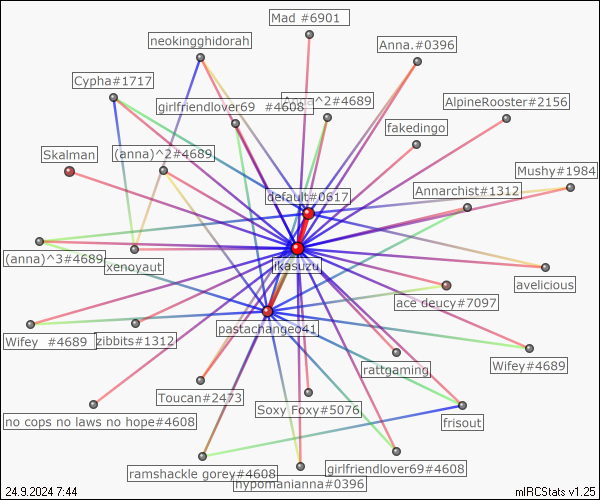 Mad #6901
neokingghidorah
Anna.#0396
Cypha#1717
girlfriendlover69 #4608
Anna^2#4689
AlpineRooster#2156
fakedingo
Skalman
(anna)^2#4689
Mushy#1984
Annarchist#1312
default#0617
(anna)^3#4689
xenoyaut
ikasuzu
avelicious
ace deucy#7097
pastachanged41
Wifey #4689
zibbits#1312
Wifey#4689
rattgaming
Toucan#2473
Soxy Foxy#5076
no cops no laws no hope#4608
frisout
ramshackle gorey#4608
girlfriendlover69#4608
hypomanianna#0396
24.9.2024 7:44
mIRCStats v1.25